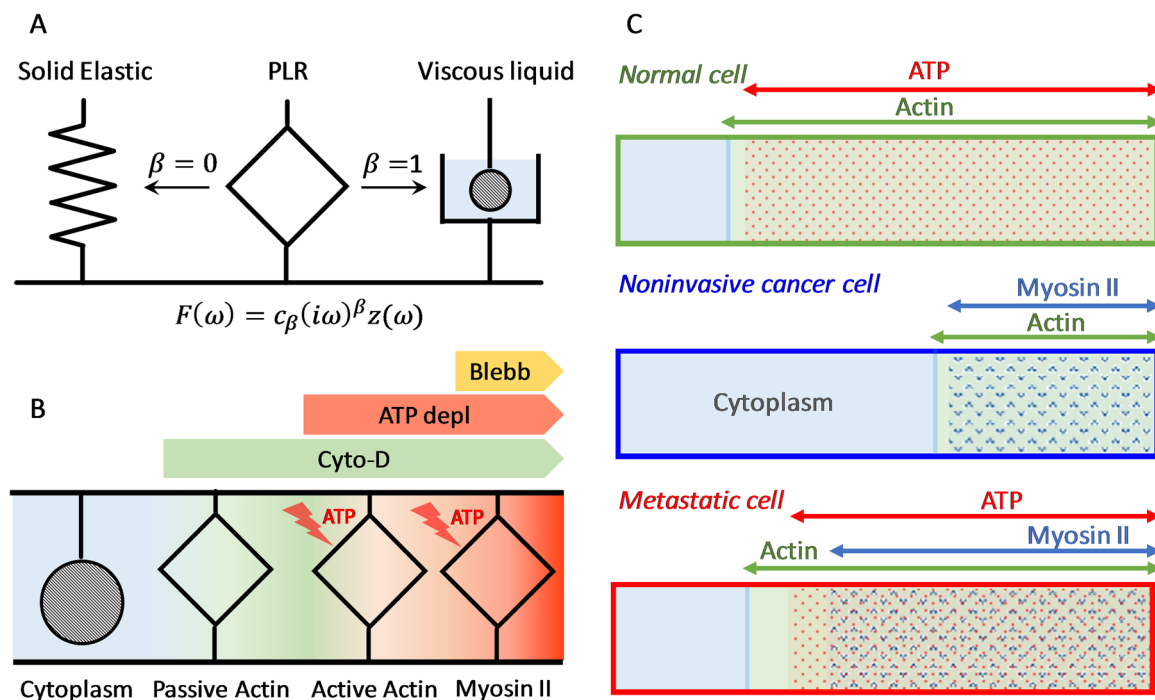 A
Solid Elastic
PLR
Viscous liquid
β = 0
β =1
F(ω) = c_β(iω)^β z(ω)
B
Blebb
ATP depl
Cyto-D
ATP
ATP
Cytoplasm
Passive Actin
Active Actin
Myosin II
C
Normal cell
ATP
Actin
Noninvasive cancer cell
Myosin II
Actin
Cytoplasm
Metastatic cell
ATP
Myosin II
Actin